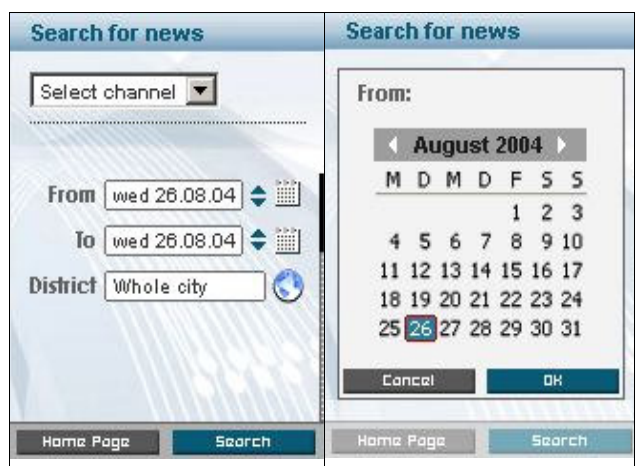 Search for news
Select channel
From wed 26.08.04
To wed 26.08.04
District Whole city
Home Page Search
Search for news
From:
August 2004
M D M D F S S
1 2 3
4 5 6 7 8 9 10
11 12 13 14 15 16 17
18 19 20 21 22 23 24
25 26 27 28 29 30 31
Cancel OK
Home Page Search